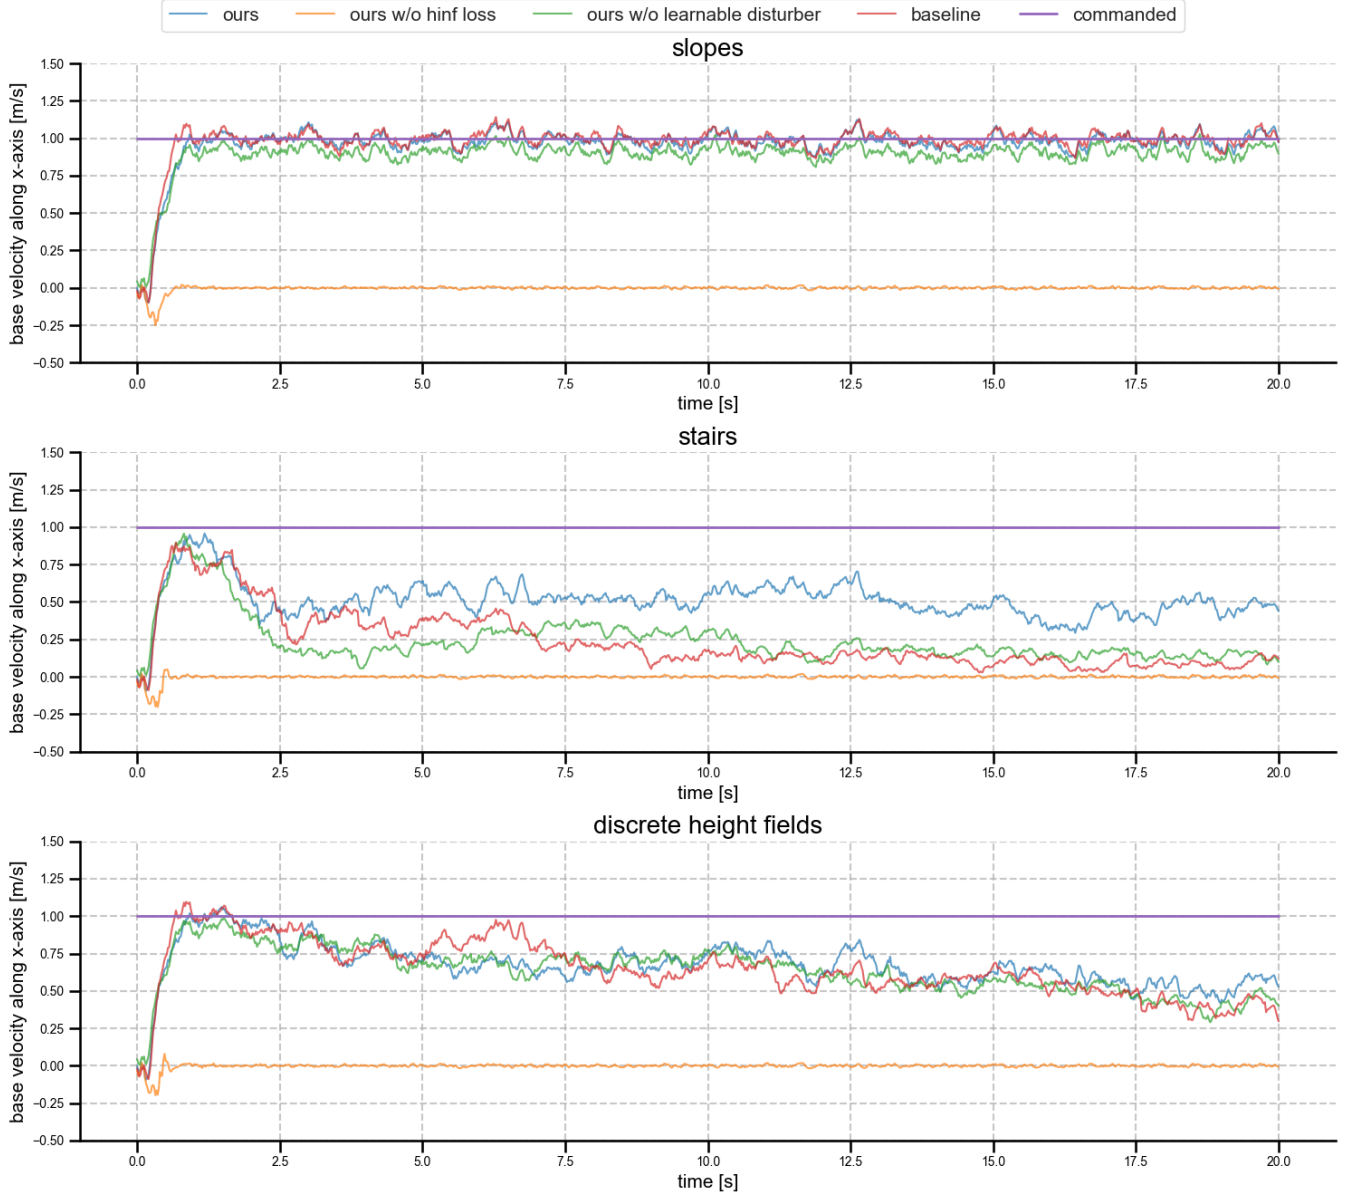 ours ours w/o hinf loss ours w/o learnable disturber baseline commanded
slopes
base velocity along x-axis [m/s]
1.50
1.25
1.00
0.75
0.50
0.25
0.00
−0.25
−0.50
0.0 2.5 5.0 7.5 10.0 12.5 15.0 17.5 20.0
time [s]
stairs
base velocity along x-axis [m/s]
1.50
1.25
1.00
0.75
0.50
0.25
0.00
−0.25
−0.50
0.0 2.5 5.0 7.5 10.0 12.5 15.0 17.5 20.0
time [s]
discrete height fields
base velocity along x-axis [m/s]
1.50
1.25
1.00
0.75
0.50
0.25
0.00
−0.25
−0.50
0.0 2.5 5.0 7.5 10.0 12.5 15.0 17.5 20.0
time [s]